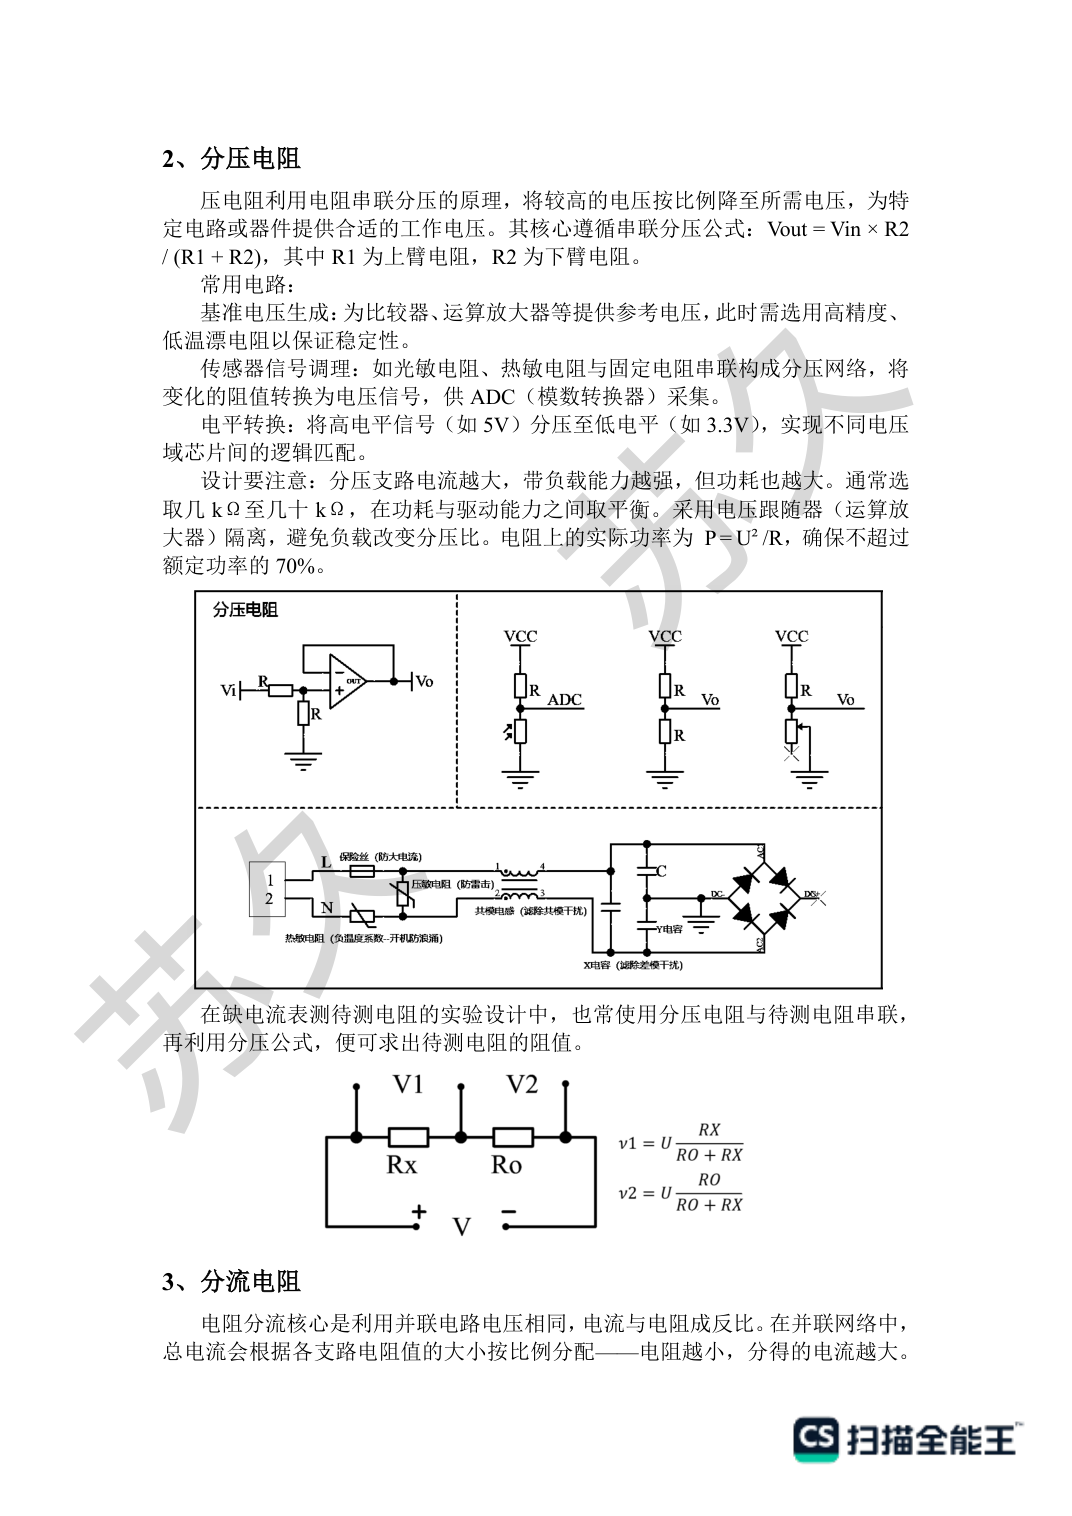 2、分压电阻
压电阻利用电阻串联分压的原理，将较高的电压按比例降至所需电压，为特
定电路或器件提供合适的工作电压。其核心遵循串联分压公式：Vout = Vin × R2
/ (R1 + R2)，其中 R1 为上臂电阻，R2 为下臂电阻。
常用电路：
基准电压生成：为比较器、运算放大器等提供参考电压，此时需选用高精度、
低温漂电阻以保证稳定性。
传感器信号调理：如光敏电阻、热敏电阻与固定电阻串联构成分压网络，将
变化的阻值转换为电压信号，供 ADC（模数转换器）采集。
电平转换：将高电平信号（如 5V）分压至低电平（如 3.3V），实现不同电压
域芯片间的逻辑匹配。
设计要注意：分压支路电流越大，带负载能力越强，但功耗也越大。通常选
取几 kΩ至几十 kΩ，在功耗与驱动能力之间取平衡。采用电压跟随器（运算放
大器）隔离，避免负载改变分压比。电阻上的实际功率为 P = U² /R，确保不超过
额定功率的 70%。
分压电阻
Vi
R
R
OUT
Vo
VCC
R
ADC
VCC
R
Vo
R
VCC
R
Vo
1
2
L
保险丝（防大电流）
压敏电阻（防雷击）
N
热敏电阻（负温度系数--开机防浪涌）
1
4
2
3
共模电感（滤除共模干扰）
X电容（滤除差模干扰）
C
Y电容
AC1
DC-
DC+
AC2
在缺电流表测待测电阻的实验设计中，也常使用分压电阻与待测电阻串联，
再利用分压公式，便可求出待测电阻的阻值。
V1
V2
Rx
Ro
+
V
−
v1 = U RX / RO + RX
v2 = U RO / RO + RX
3、分流电阻
电阻分流核心是利用并联电路电压相同，电流与电阻成反比。在并联网络中，
总电流会根据各支路电阻值的大小按比例分配——电阻越小，分得的电流越大。
苏久
苏久
CS 扫描全能王™